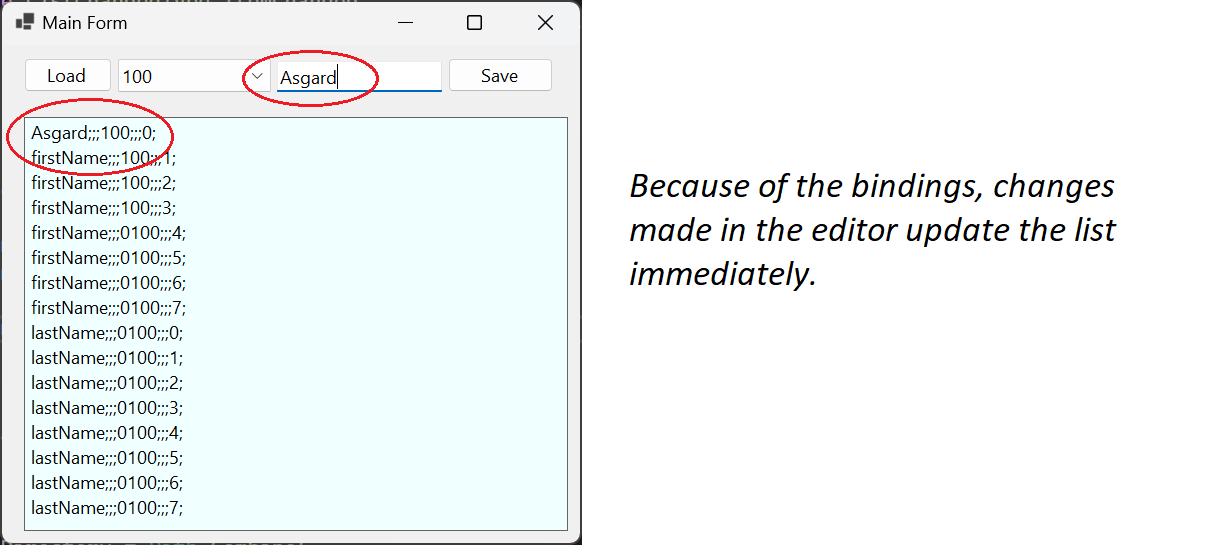 Main Form
Load 100 Asgard Save
Asgard;;;100;;;0;
firstName;;;100;;;1;
firstName;;;100;;;2;
firstName;;;100;;;3;
firstName;;;0100;;;4;
firstName;;;0100;;;5;
firstName;;;0100;;;6;
firstName;;;0100;;;7;
lastName;;;0100;;;0;
lastName;;;0100;;;1;
lastName;;;0100;;;2;
lastName;;;0100;;;3;
lastName;;;0100;;;4;
lastName;;;0100;;;5;
lastName;;;0100;;;6;
lastName;;;0100;;;7;
Because of the bindings, changes
made in the editor update the list
immediately.